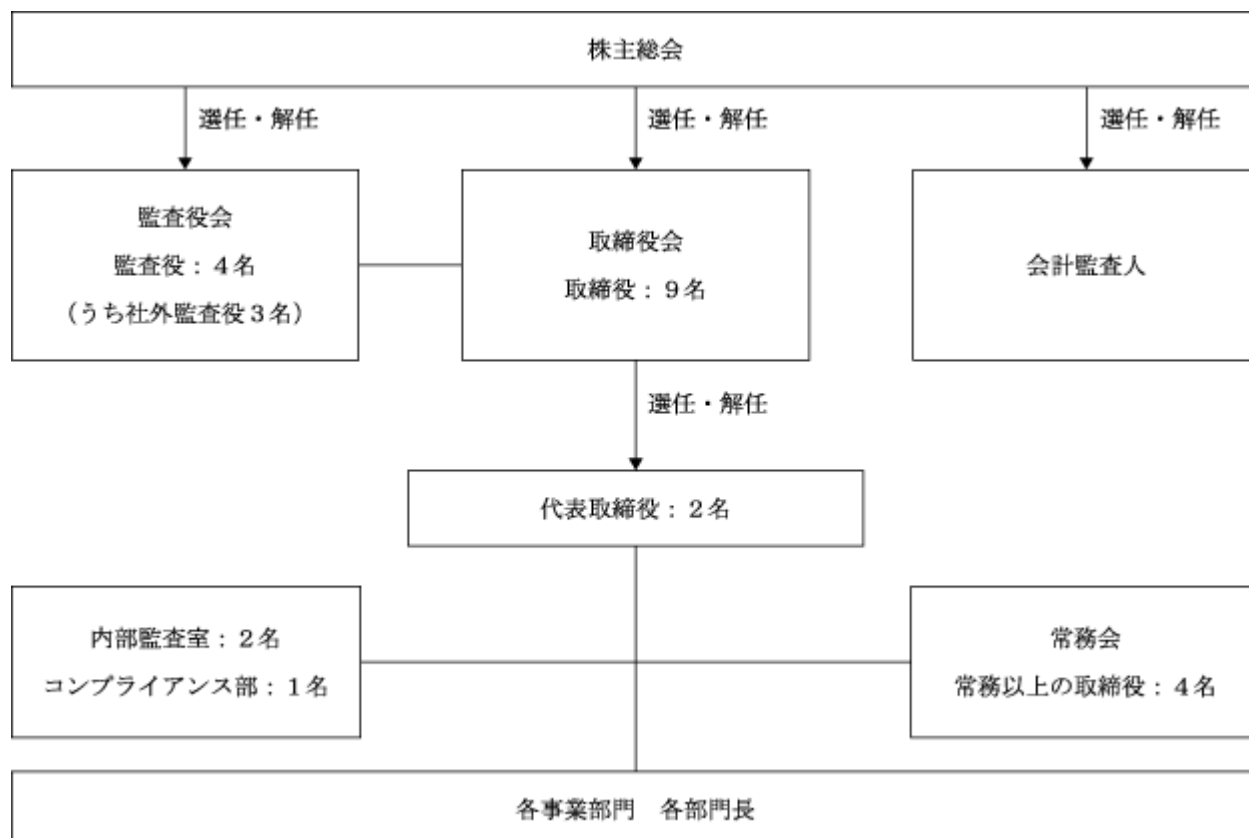 株主総会
選任・解任
選任・解任
選任・解任
監査役会
監査役：４名
（うち社外監査役３名）
取締役会
取締役：９名
会計監査人
選任・解任
代表取締役：２名
内部監査室：２名
コンプライアンス部：１名
常務会
常務以上の取締役：４名
各事業部門　各部門長